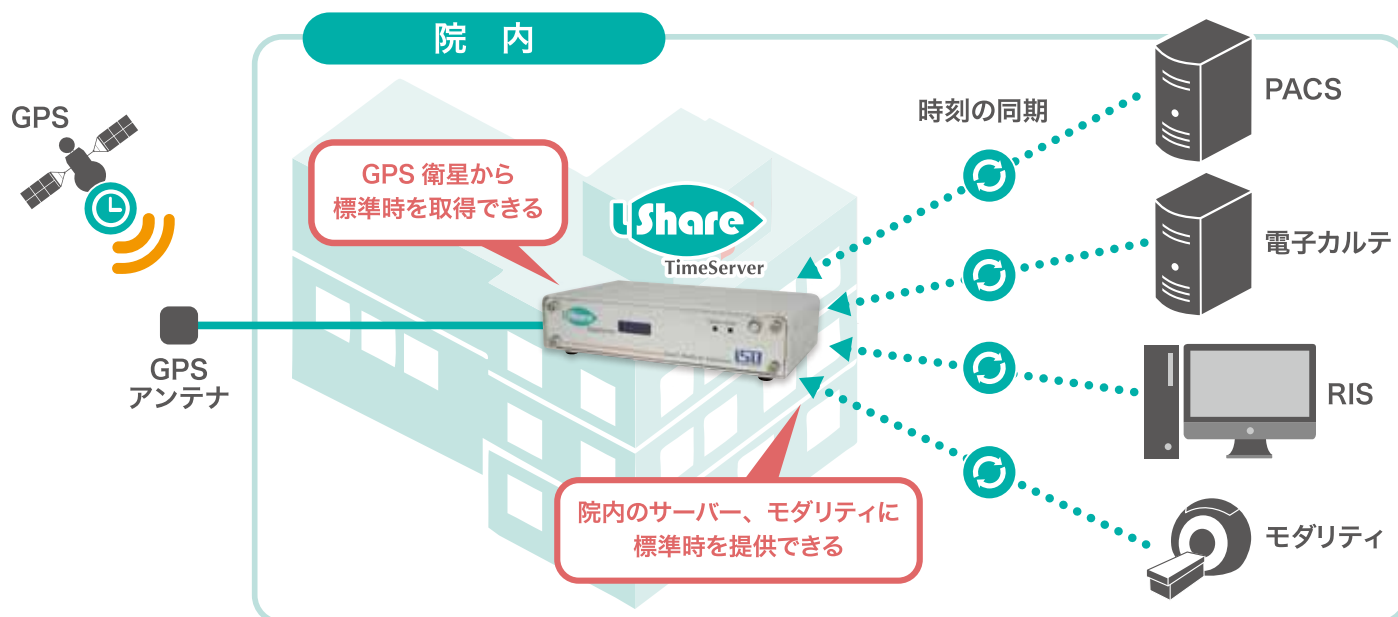 院 内
GPS
GPS 衛星から
標準時を取得できる
GPS
アンテナ
LShare
TimeServer
Share
時刻の同期
PACS
電子カルテ
RIS
モダリティ
院内のサーバー、モダリティに
標準時を提供できる